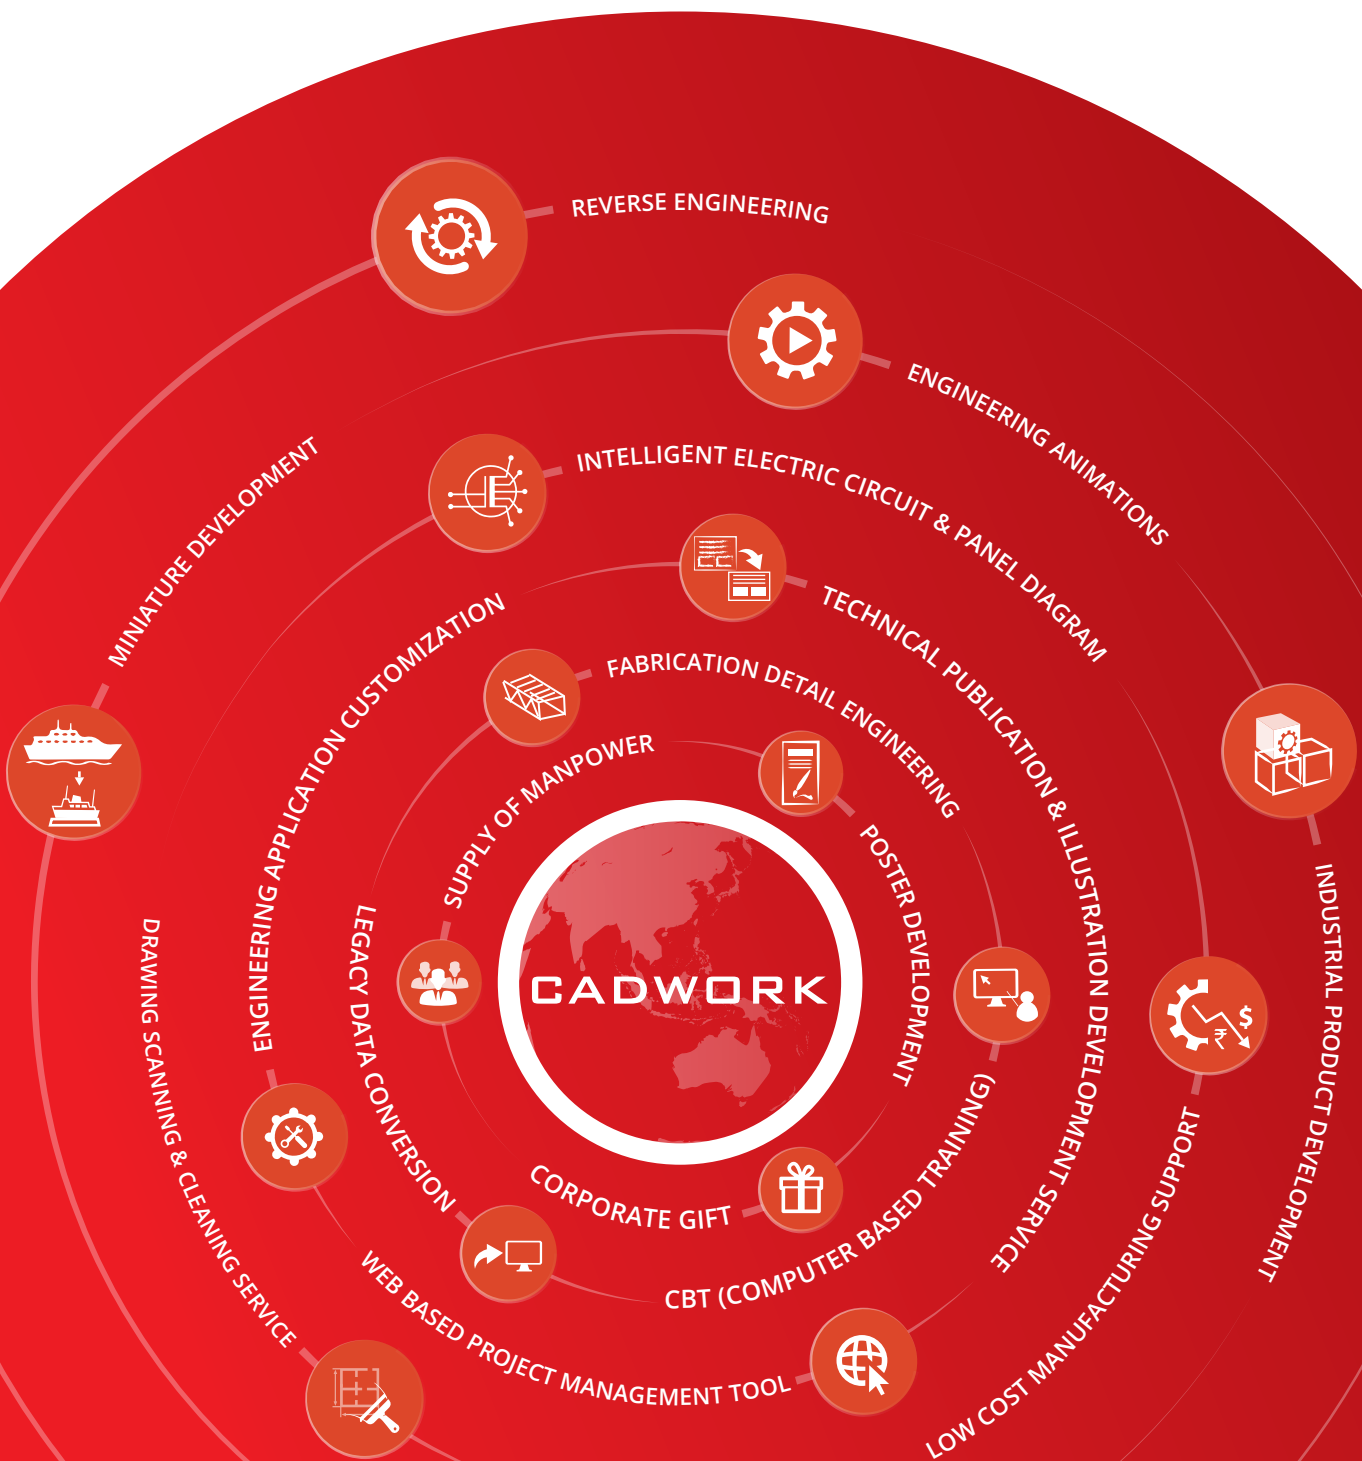 REVERSE ENGINEERING
ENGINEERING ANIMATIONS
MINIATURE DEVELOPMENT
INTELLIGENT ELECTRIC CIRCUIT & PANEL DIAGRAM
TECHNICAL PUBLICATION & ILLUSTRATION DEVELOPMENT SERVICE
ENGINEERING APPLICATION CUSTOMIZATION
FABRICATION DETAIL ENGINEERING
SUPPLY OF MANPOWER
POSTER DEVELOPMENT
INDUSTRIAL PRODUCT DEVELOPMENT
LEGACY DATA CONVERSION
DRAWING SCANNING & CLEANING SERVICE
CADWORK
$
₹
CORPORATE GIFT
CBT (COMPUTER BASED TRAINING)
LOW COST MANUFACTURING SUPPORT
WEB BASED PROJECT MANAGEMENT TOOL